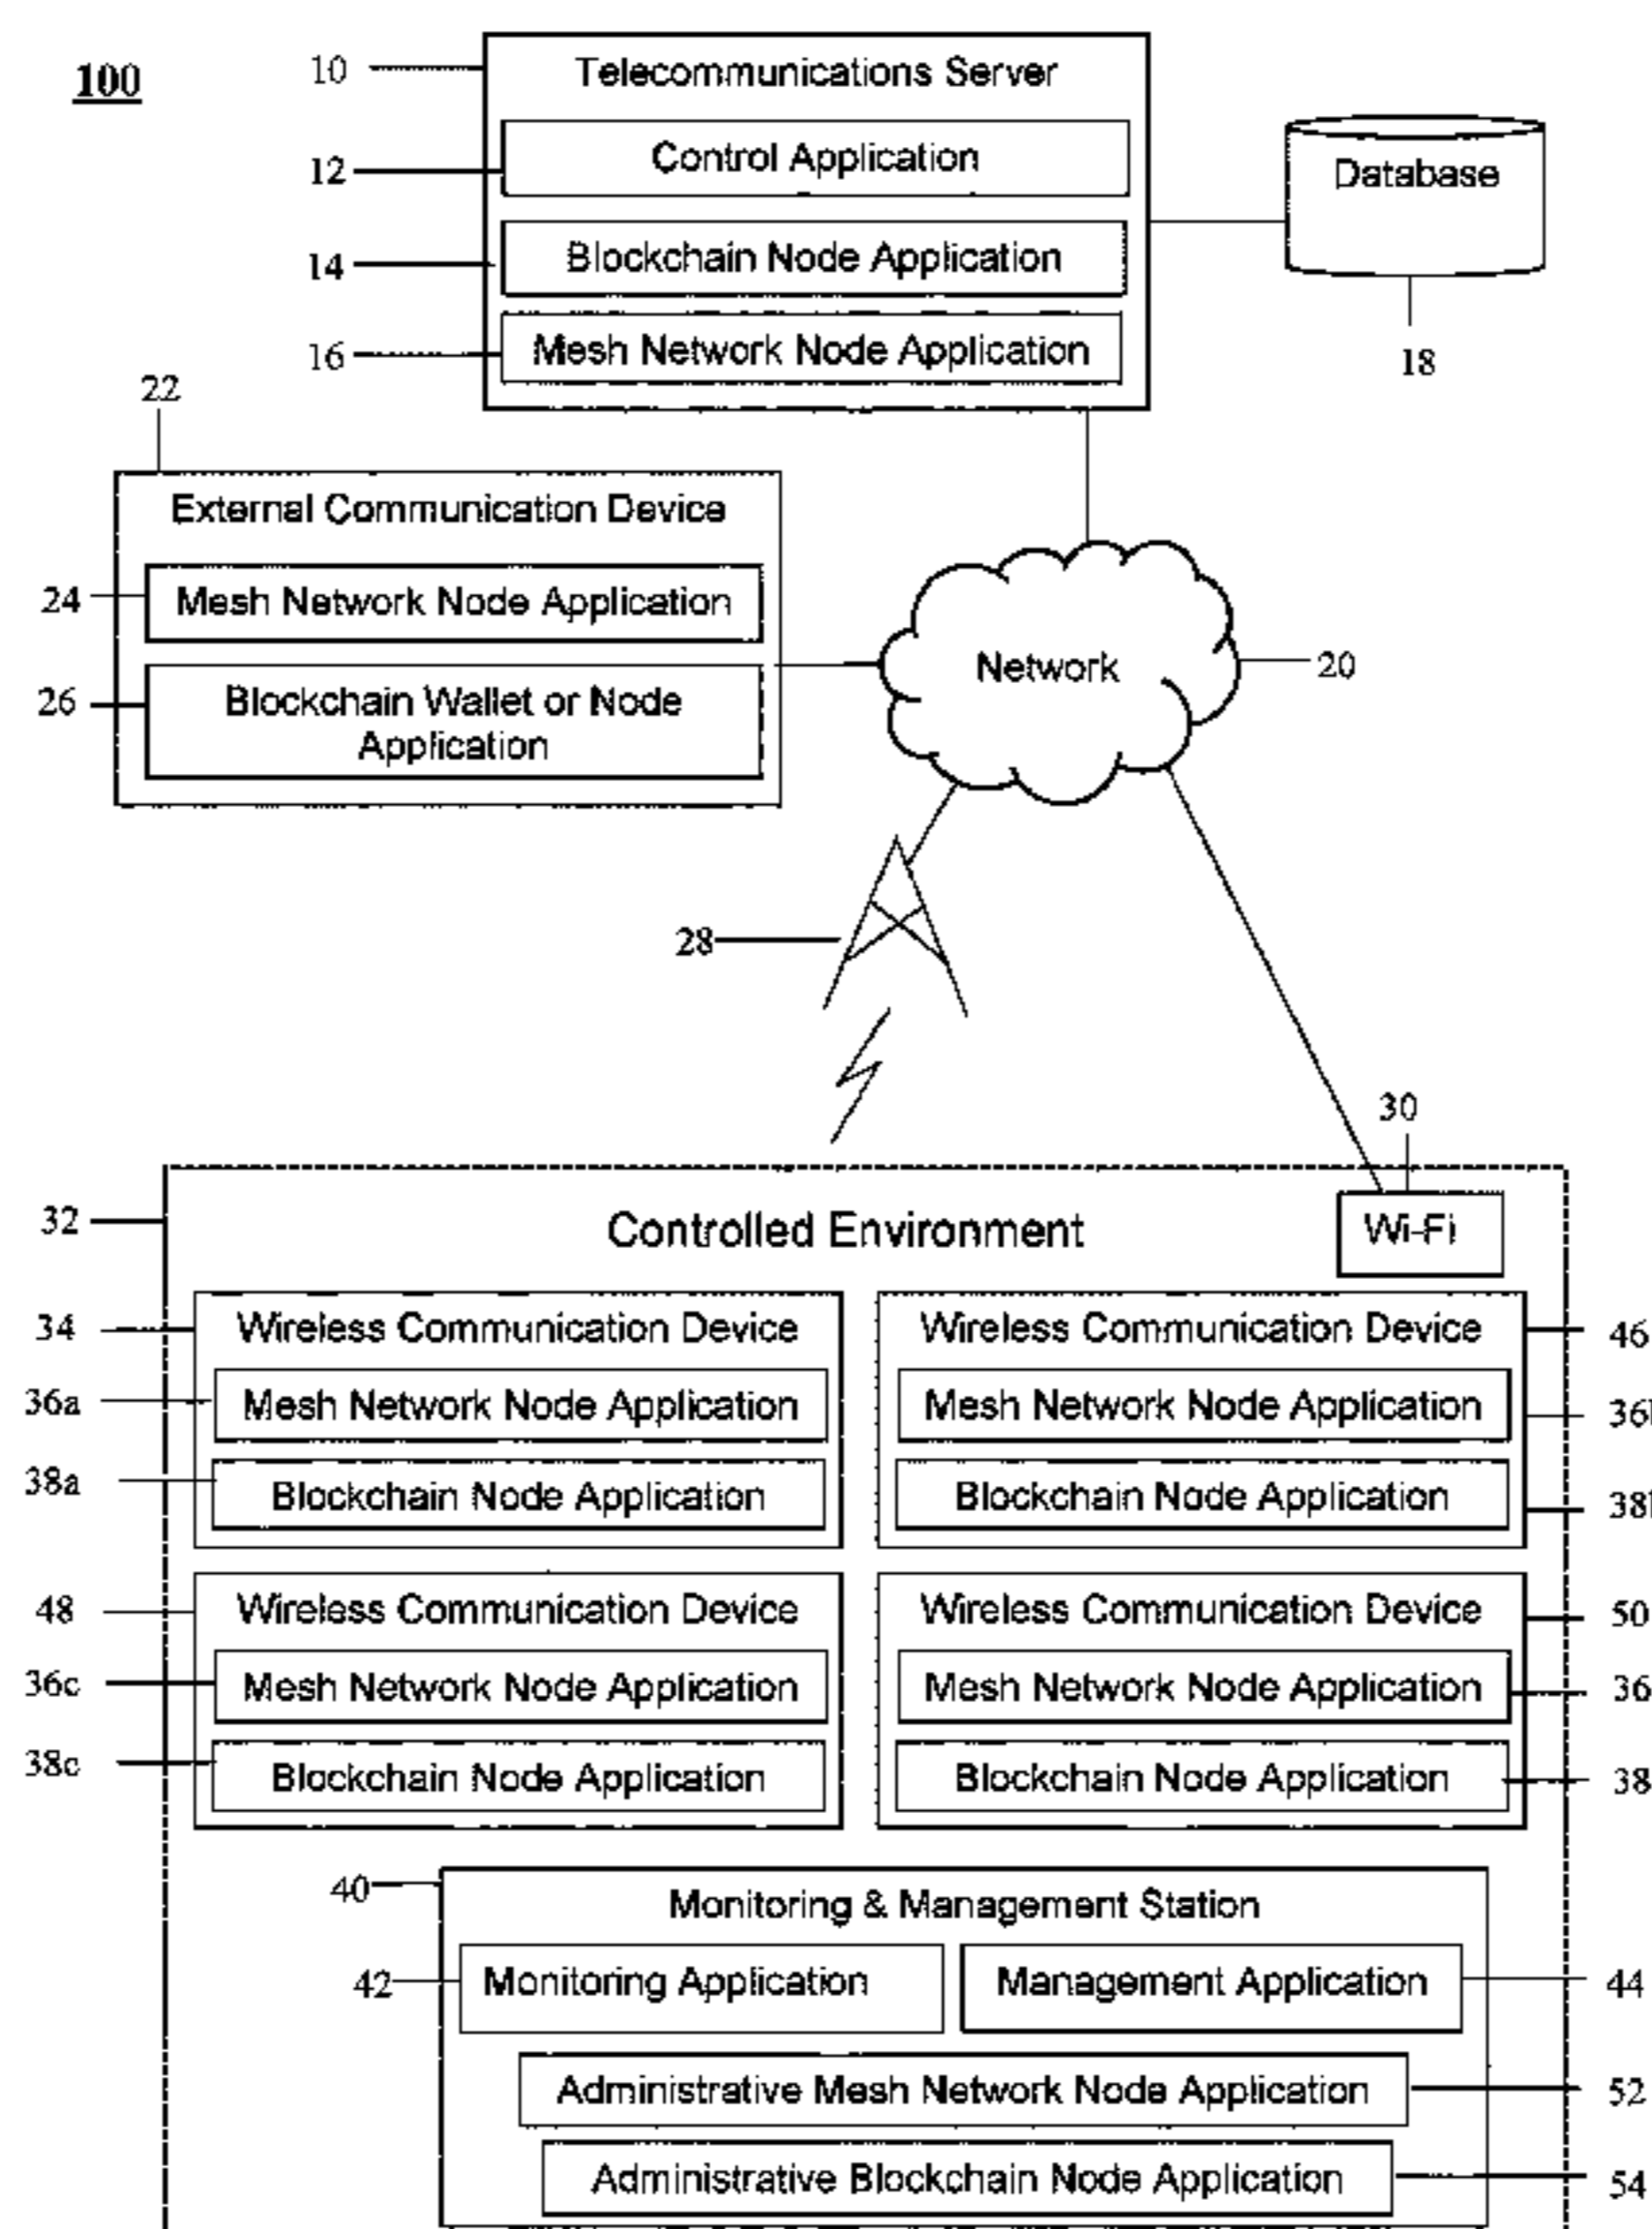 100
10
Telecommunications Server
12
Control Application
Database
14
Blockchain Node Application
16
Mesh Network Node Application
18
22
External Communication Device
24
Mesh Network Node Application
Network
20
26
Blockchain Wallet or Node
Application
28
30
32
Controlled Environment
Wi-Fi
34
Wireless Communication Device
Wireless Communication Device
46
36a
Mesh Network Node Application
Mesh Network Node Application
36
38a
Blockchain Node Application
Blockchain Node Application
38
48
Wireless Communication Device
Wireless Communication Device
50
36c
Mesh Network Node Application
Mesh Network Node Application
36
38c
Blockchain Node Application
Blockchain Node Application
38
40
Monitoring & Management Station
42
Monitoring Application
Management Application
44
Administrative Mesh Network Node Application
52
Administrative Blockchain Node Application
54